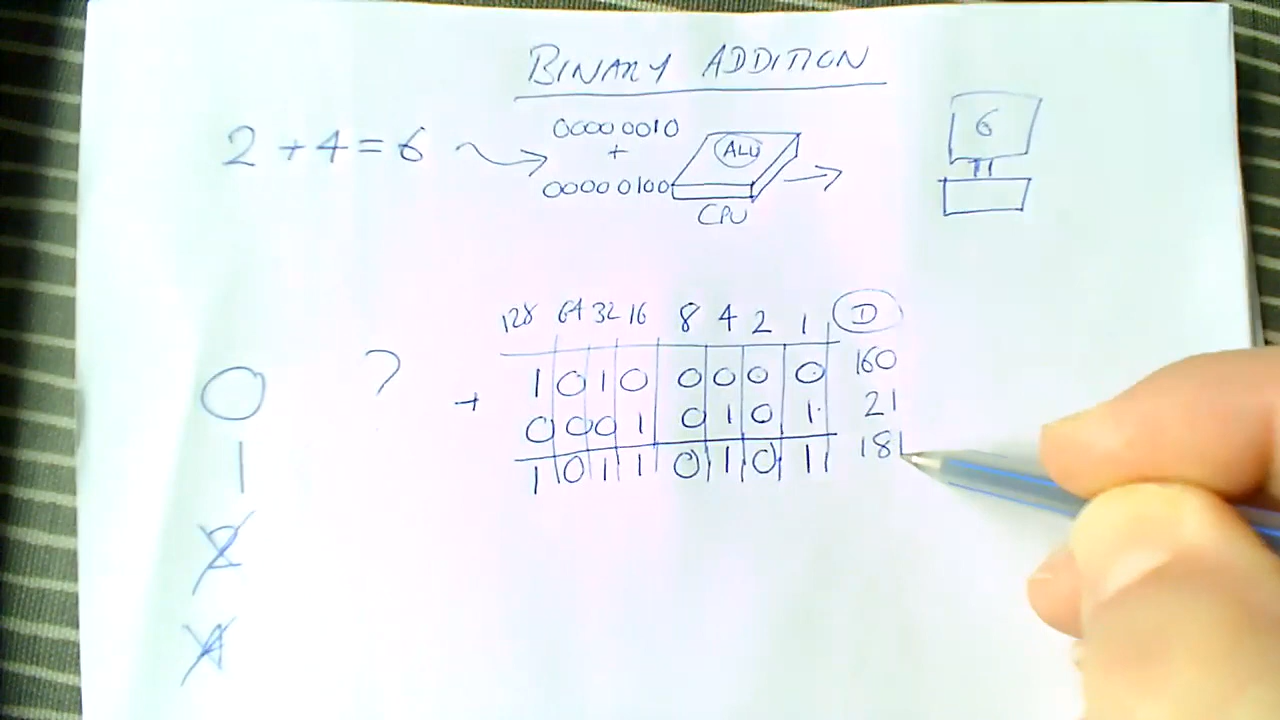 BINARY ADDITION
2 + 4 = 6
00000010
+
00000100
ALU
CPU
6
128 64 32 16 8 4 2 1 D
1 0 1 0 0 0 0 0 160
+ 0 0 0 1 0 1 0 1 21
1 0 1 1 0 1 0 1 181
0 ?
1
2
4